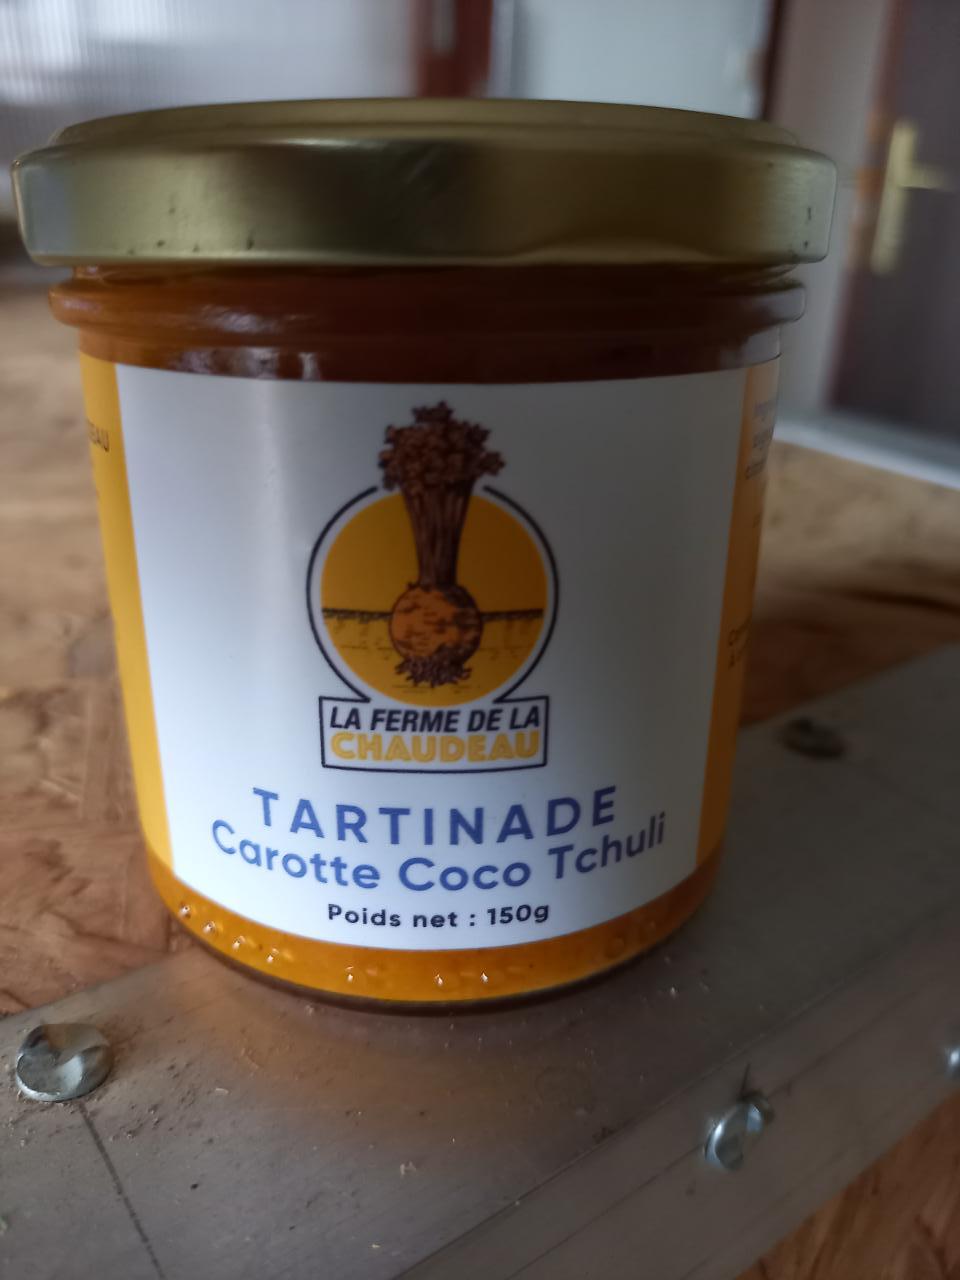 LA FERME DE LA
CHAUDEAU
TARTINADE
Carotte Coco Tchuli
Poids net : 150g